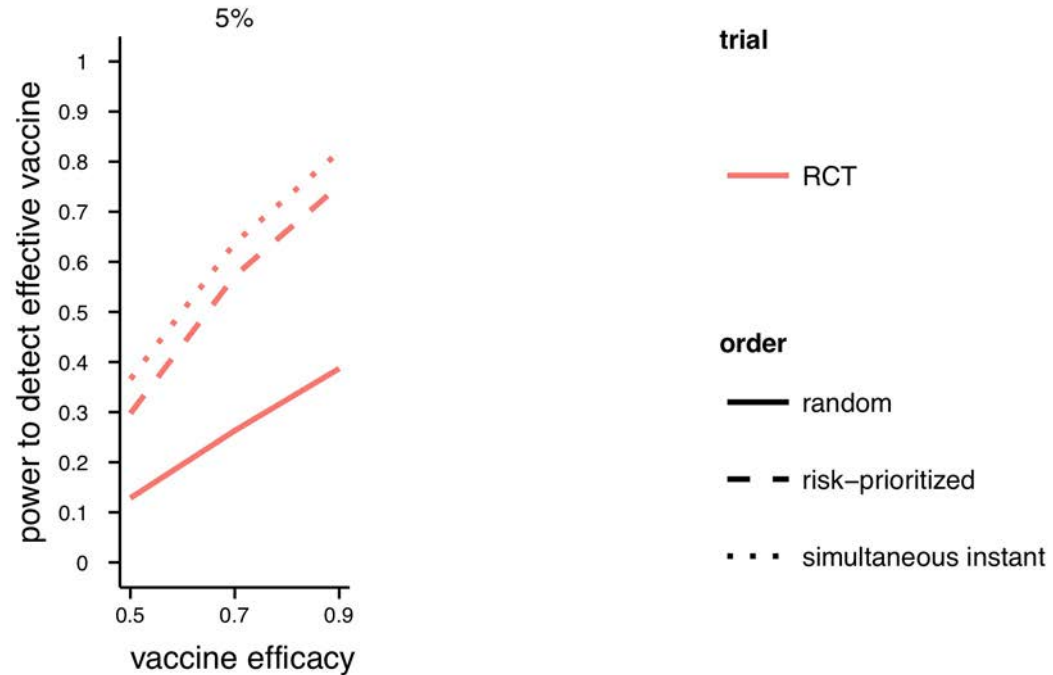 5%
power to detect effective vaccine
1
0.9
0.8
0.7
0.6
0.5
0.4
0.3
0.2
0.1
0
0.5 0.7 0.9
vaccine efficacy
trial
RCT
order
random
risk−prioritized
simultaneous instant